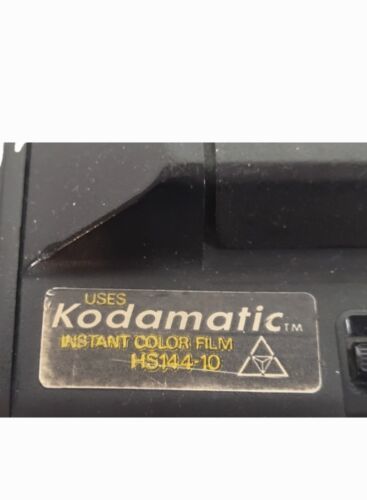 USES
Kodamatic™
INSTANT COLOR FILM
HS144-10